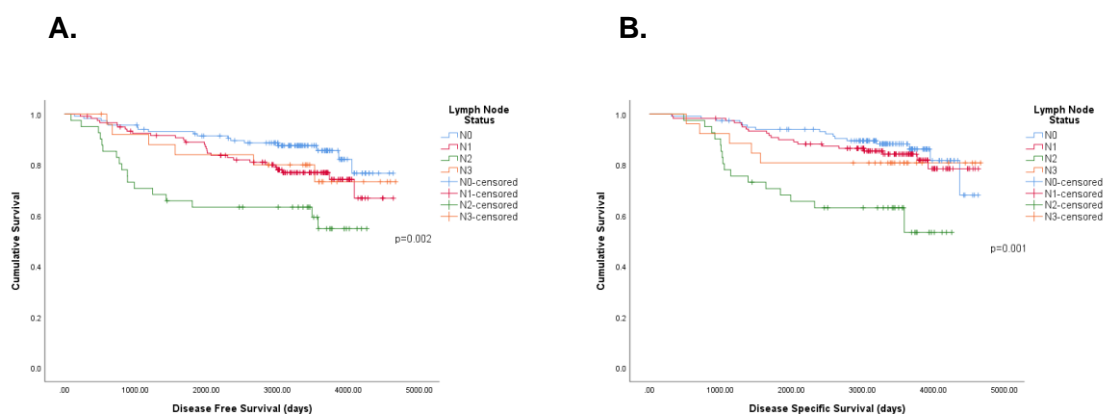 A.
B.
Lymph Node
Status
N0
N1
N2
N3
N0-censored
N1-censored
N2-censored
N3-censored
Cumulative Survival
1.0
0.8
0.6
0.4
0.2
0.0
.00 1000.00 2000.00 3000.00 4000.00 5000.00
Disease Free Survival (days)
p=0.002
Lymph Node
Status
N0
N1
N2
N3
N0-censored
N1-censored
N2-censored
N3-censored
Cumulative Survival
1.0
0.8
0.6
0.4
0.2
0.0
.00 1000.00 2000.00 3000.00 4000.00 5000.00
Disease Specific Survival (days)
p=0.001